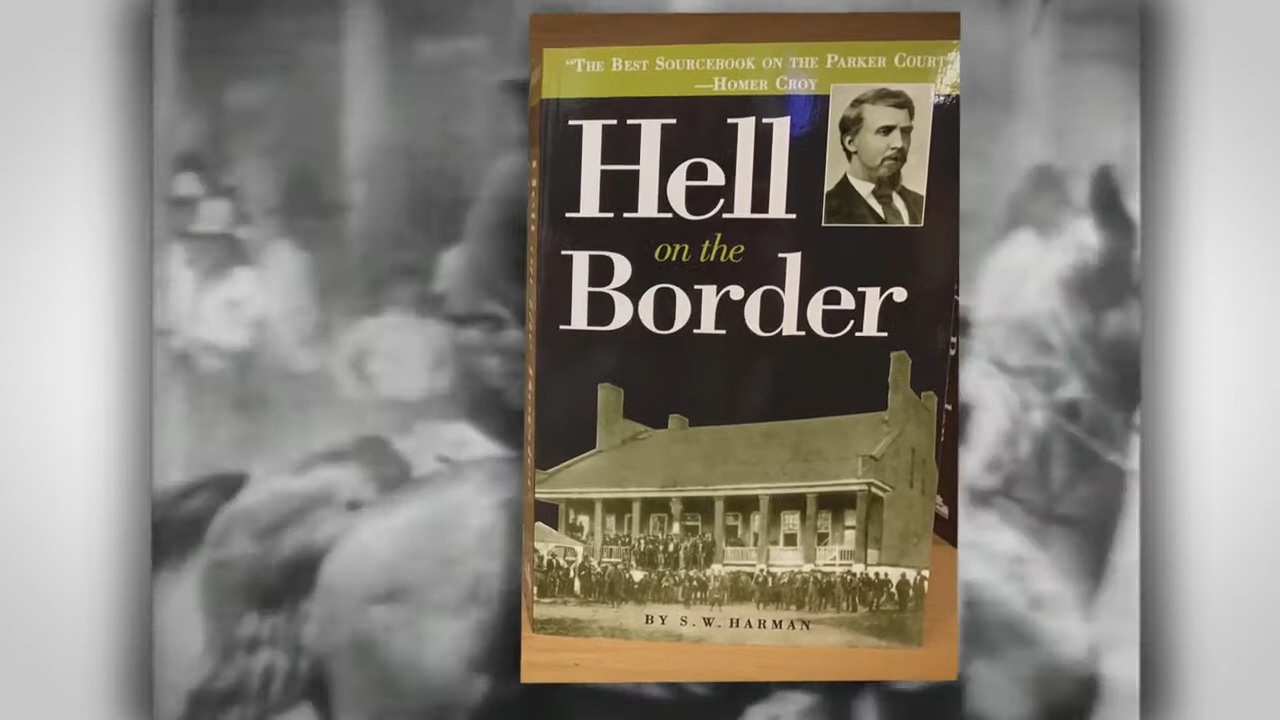 “The Best Sourcebook on the Parker Court”
—Homer Croy
Hell
on the
Border
BY S. W. HARMAN